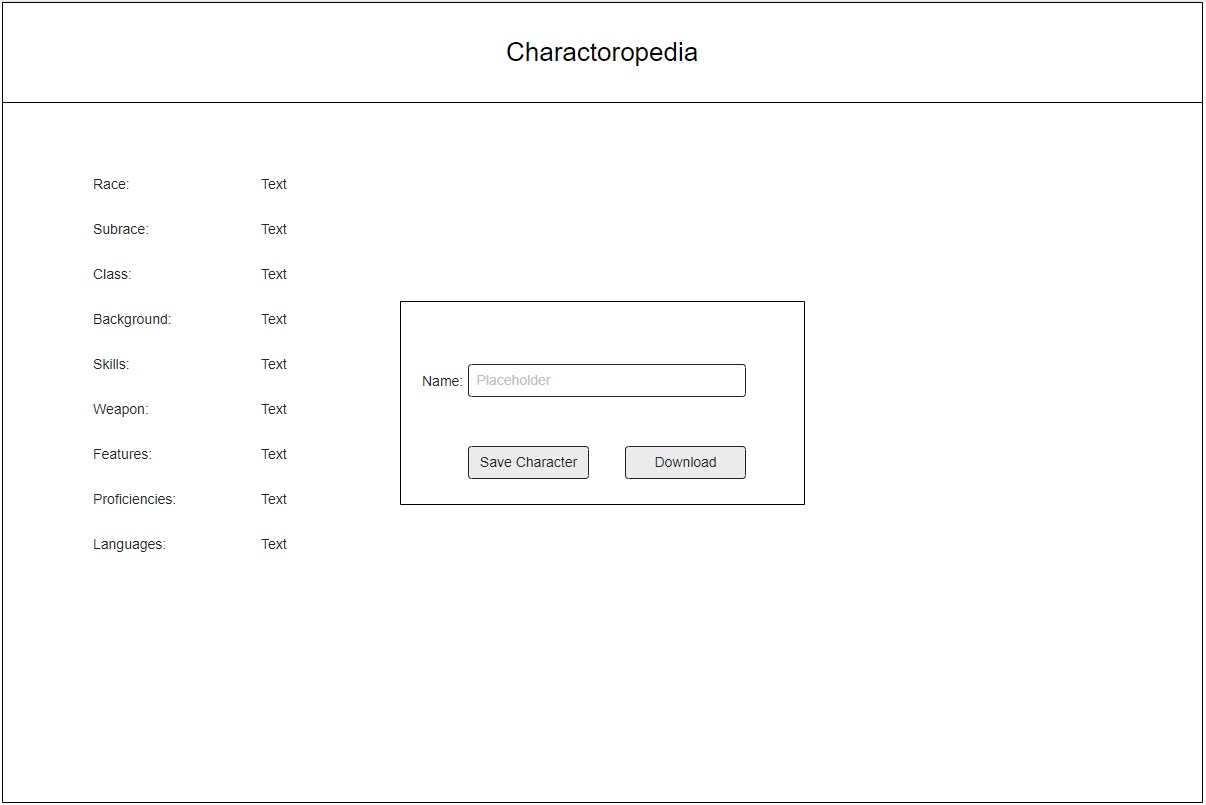 Charactoropedia
Race: Text
Subrace: Text
Class: Text
Background: Text
Skills: Text
Weapon: Text
Features: Text
Proficiencies: Text
Languages: Text
Name: Placeholder
Save Character Download